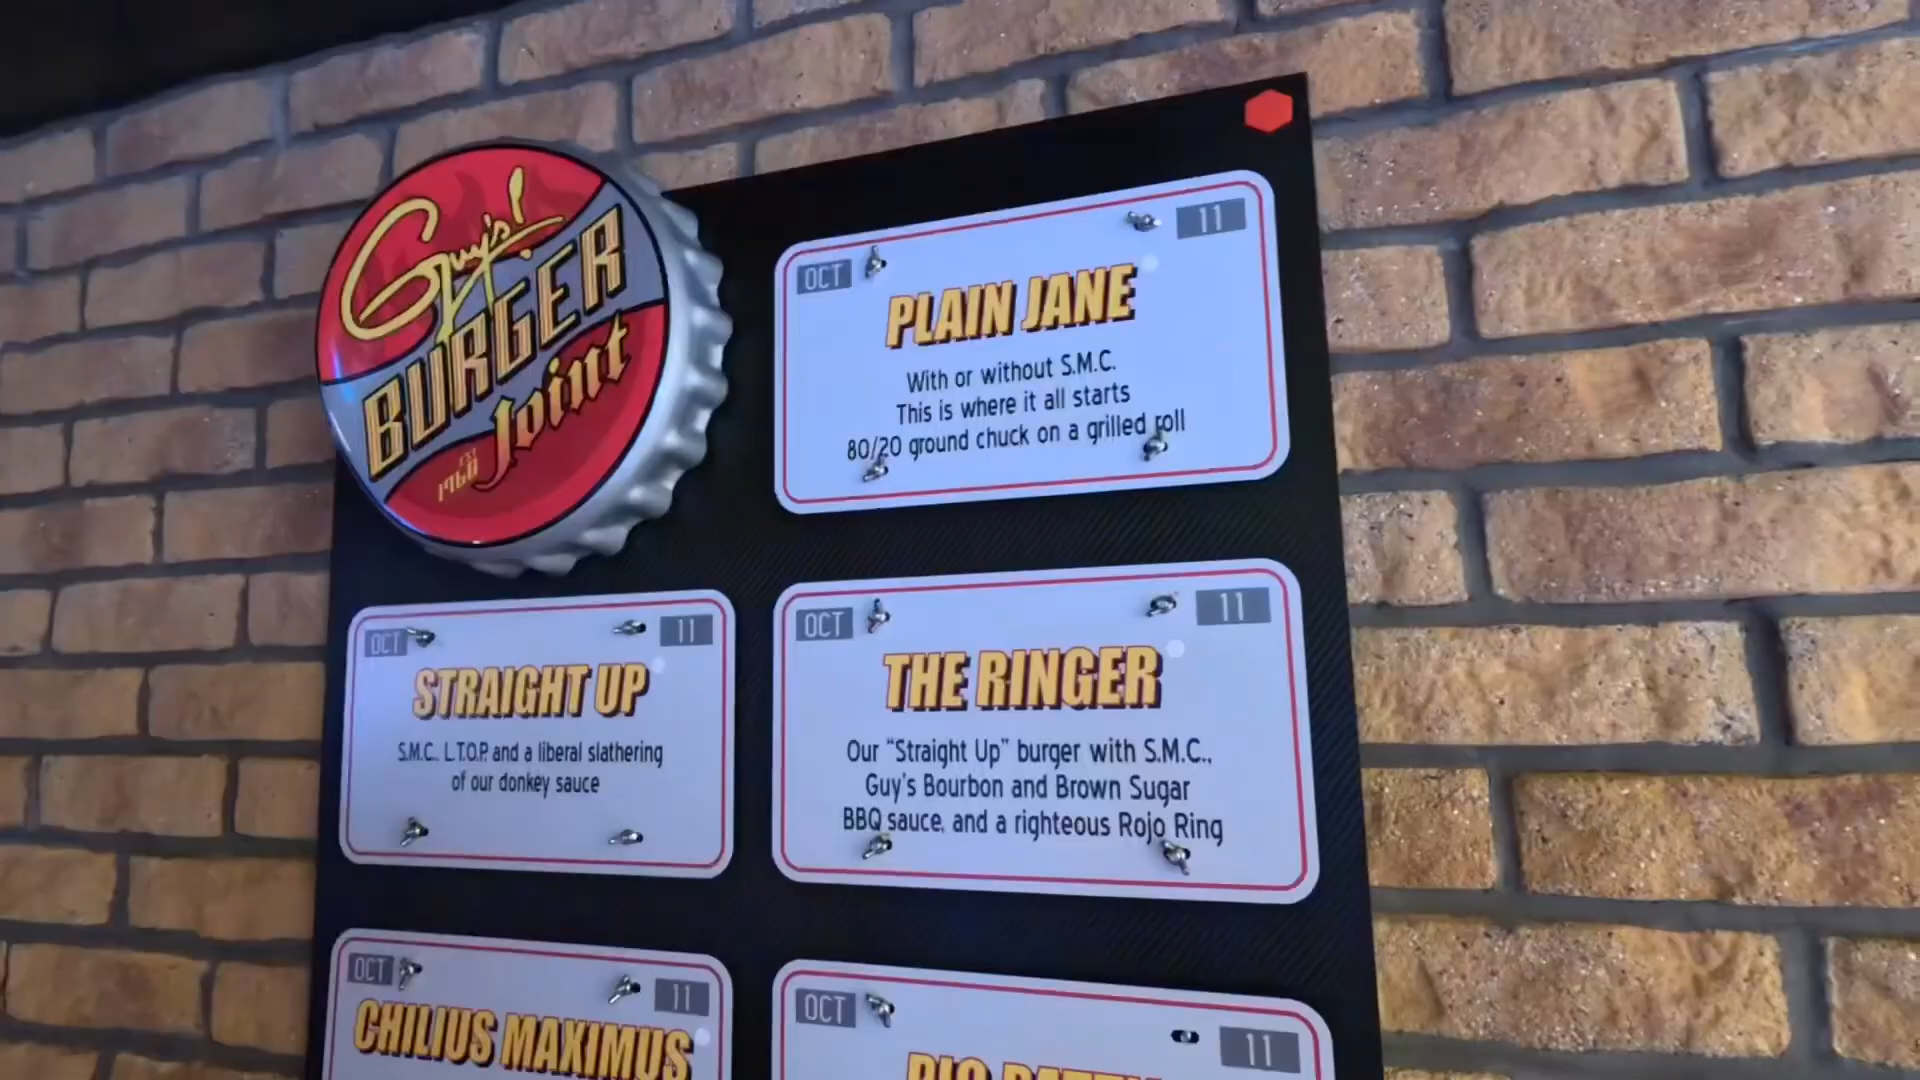 Guy's!
BURGER
Joint
EST
1968
OCT
11
PLAIN JANE
With or without S.M.C.
This is where it all starts
80/20 ground chuck on a grilled roll
OCT
11
STRAIGHT UP
S.M.C., L.T.O.P. and a liberal slathering
of our donkey sauce
OCT
11
THE RINGER
Our “Straight Up” burger with S.M.C.,
Guy's Bourbon and Brown Sugar
BBQ sauce, and a righteous Rojo Ring
OCT
11
CHILIUS MAXIMUS
OCT
11